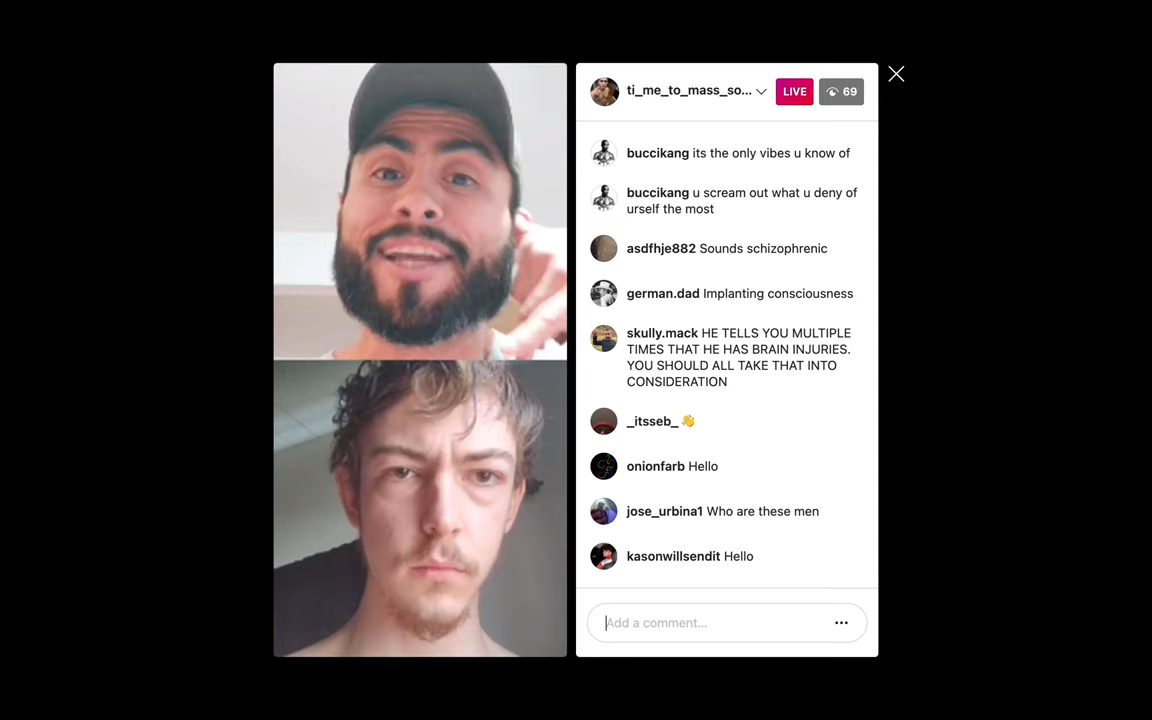 ti_me_to_mass_so...
LIVE
69
buccikang its the only vibes u know of
buccikang u scream out what u deny of
urself the most
asdfhje882 Sounds schizophrenic
german.dad Implanting consciousness
skully.mack HE TELLS YOU MULTIPLE
TIMES THAT HE HAS BRAIN INJURIES.
YOU SHOULD ALL TAKE THAT INTO
CONSIDERATION
_itsseb_ 👋
onionfarb Hello
jose_urbina1 Who are these men
kasonwillsendit Hello
Add a comment...